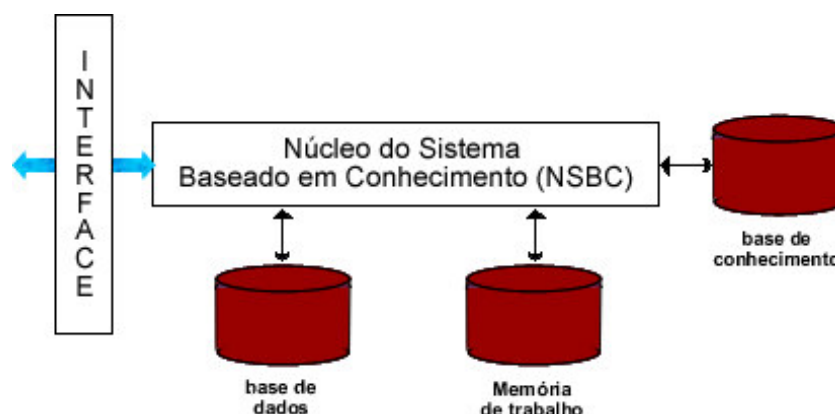 INTERFACE
Núcleo do Sistema
Baseado em Conhecimento (NSBC)
base de
conhecimento
base de
dados
Memória
de trabalho